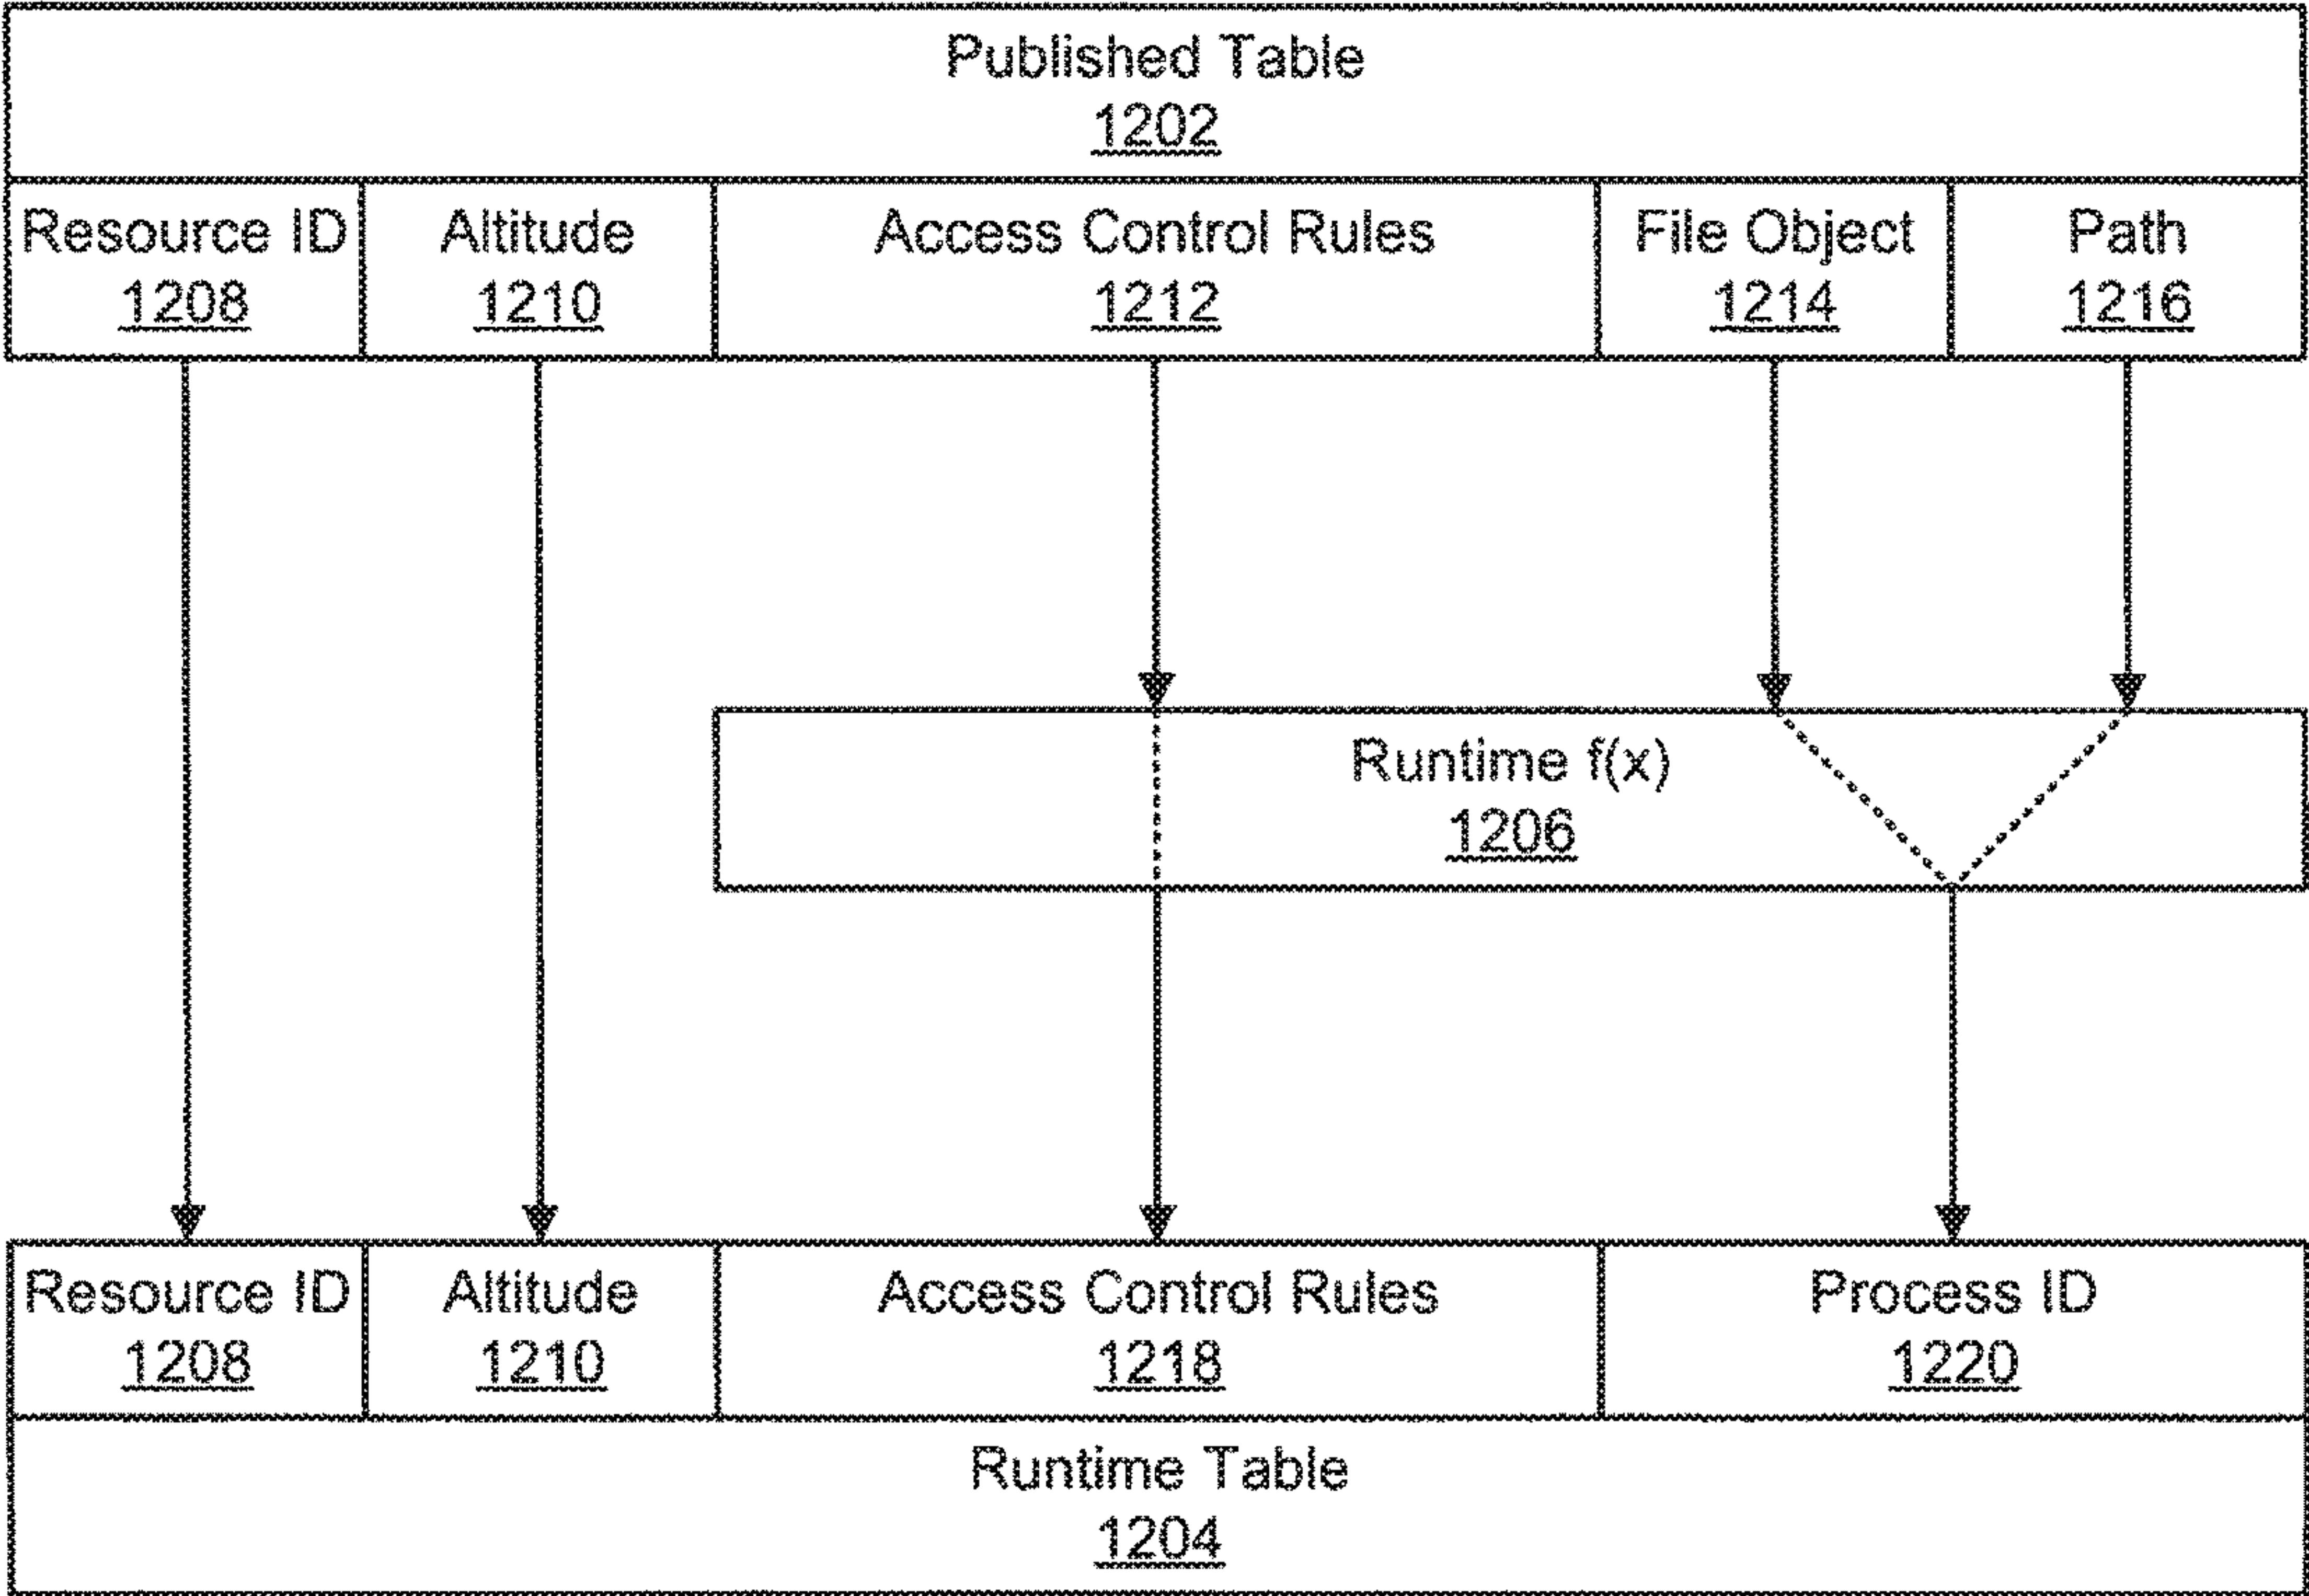 Published Table
1202
Resource ID
1208
Altitude
1210
Access Control Rules
1212
File Object
1214
Path
1216
Runtime f(x)
1206
Resource ID
1208
Altitude
1210
Access Control Rules
1218
Process ID
1220
Runtime Table
1204